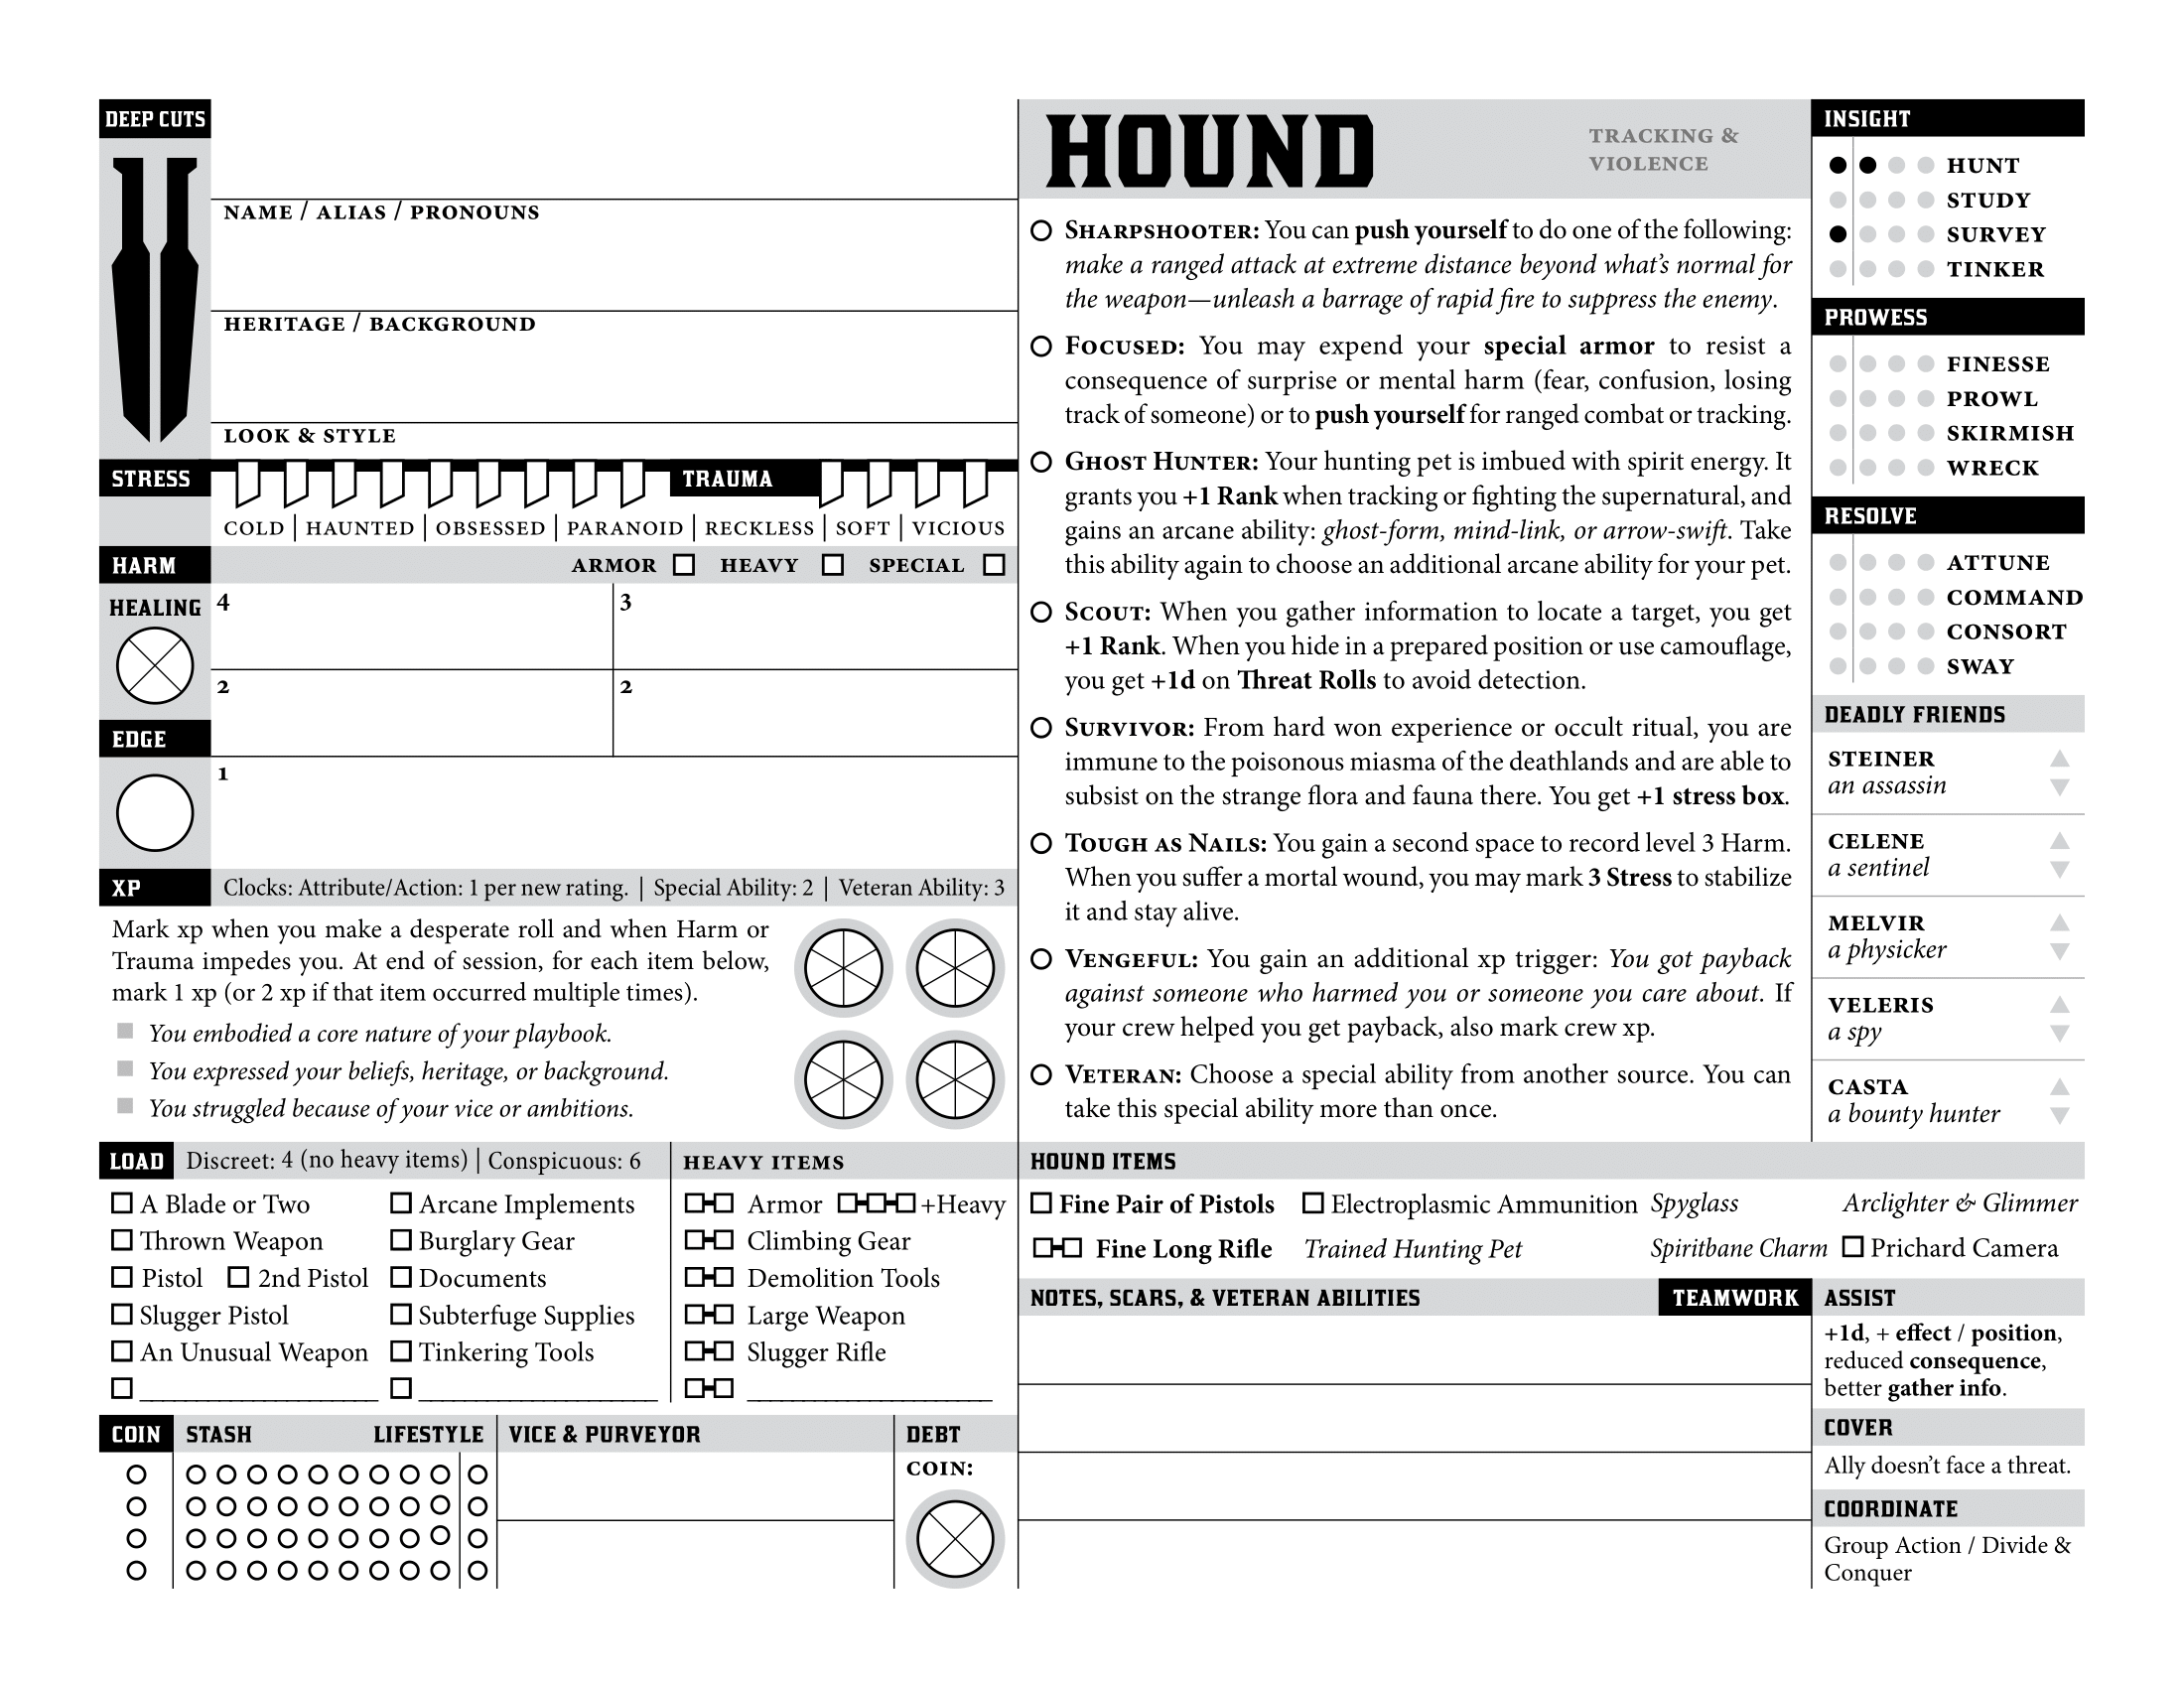 DEEP CUTS
NAME / ALIAS / PRONOUNS
HERITAGE / BACKGROUND
LOOK & STYLE
STRESS
TRAUMA
COLD | HAUNTED | OBSESSED | PARANOID | RECKLESS | SOFT | VICIOUS
HARM
ARMOR HEAVY SPECIAL
HEALING
4
3
2
2
EDGE
1
XP
Clocks: Attribute/Action: 1 per new rating. | Special Ability: 2 | Veteran Ability: 3
Mark xp when you make a desperate roll and when Harm or
Trauma impedes you. At end of session, for each item below,
mark 1 xp (or 2 xp if that item occurred multiple times).
You embodied a core nature of your playbook.
You expressed your beliefs, heritage, or background.
You struggled because of your vice or ambitions.
LOAD
Discreet: 4 (no heavy items) | Conspicuous: 6
A Blade or Two
Thrown Weapon
Pistol 2nd Pistol
Slugger Pistol
An Unusual Weapon
Arcane Implements
Burglary Gear
Documents
Subterfuge Supplies
Tinkering Tools
HEAVY ITEMS
Armor +Heavy
Climbing Gear
Demolition Tools
Large Weapon
Slugger Rifle
COIN
STASH
LIFESTYLE
VICE & PURVEYOR
DEBT
COIN:
HOUND
TRACKING &
VIOLENCE
SHARPSHOOTER: You can push yourself to do one of the following:
make a ranged attack at extreme distance beyond what's normal for
the weapon—unleash a barrage of rapid fire to suppress the enemy.
FOCUSED: You may expend your special armor to resist a
consequence of surprise or mental harm (fear, confusion, losing
track of someone) or to push yourself for ranged combat or tracking.
GHOST HUNTER: Your hunting pet is imbued with spirit energy. It
grants you +1 Rank when tracking or fighting the supernatural, and
gains an arcane ability: ghost-form, mind-link, or arrow-swift. Take
this ability again to choose an additional arcane ability for your pet.
SCOUT: When you gather information to locate a target, you get
+1 Rank. When you hide in a prepared position or use camouflage,
you get +1d on Threat Rolls to avoid detection.
SURVIVOR: From hard won experience or occult ritual, you are
immune to the poisonous miasma of the deathlands and are able to
subsist on the strange flora and fauna there. You get +1 stress box.
TOUGH AS NAILS: You gain a second space to record level 3 Harm.
When you suffer a mortal wound, you may mark 3 Stress to stabilize
it and stay alive.
VENGEFUL: You gain an additional xp trigger: You got payback
against someone who harmed you or someone you care about. If
your crew helped you get payback, also mark crew xp.
VETERAN: Choose a special ability from another source. You can
take this special ability more than once.
INSIGHT
HUNT
STUDY
SURVEY
TINKER
PROWESS
FINESSE
PROWL
SKIRMISH
WRECK
RESOLVE
ATTUNE
COMMAND
CONSORT
SWAY
DEADLY FRIENDS
STEINER
an assassin
CELENE
a sentinel
MELVIR
a physicker
VELERIS
a spy
CASTA
a bounty hunter
HOUND ITEMS
Fine Pair of Pistols Electroplasmic Ammunition Spyglass Arclighter & Glimmer
Fine Long Rifle Trained Hunting Pet Spiritbane Charm Prichard Camera
NOTES, SCARS, & VETERAN ABILITIES
TEAMWORK
ASSIST
+1d, + effect / position,
reduced consequence,
better gather info.
COVER
Ally doesn't face a threat.
COORDINATE
Group Action / Divide &
Conquer